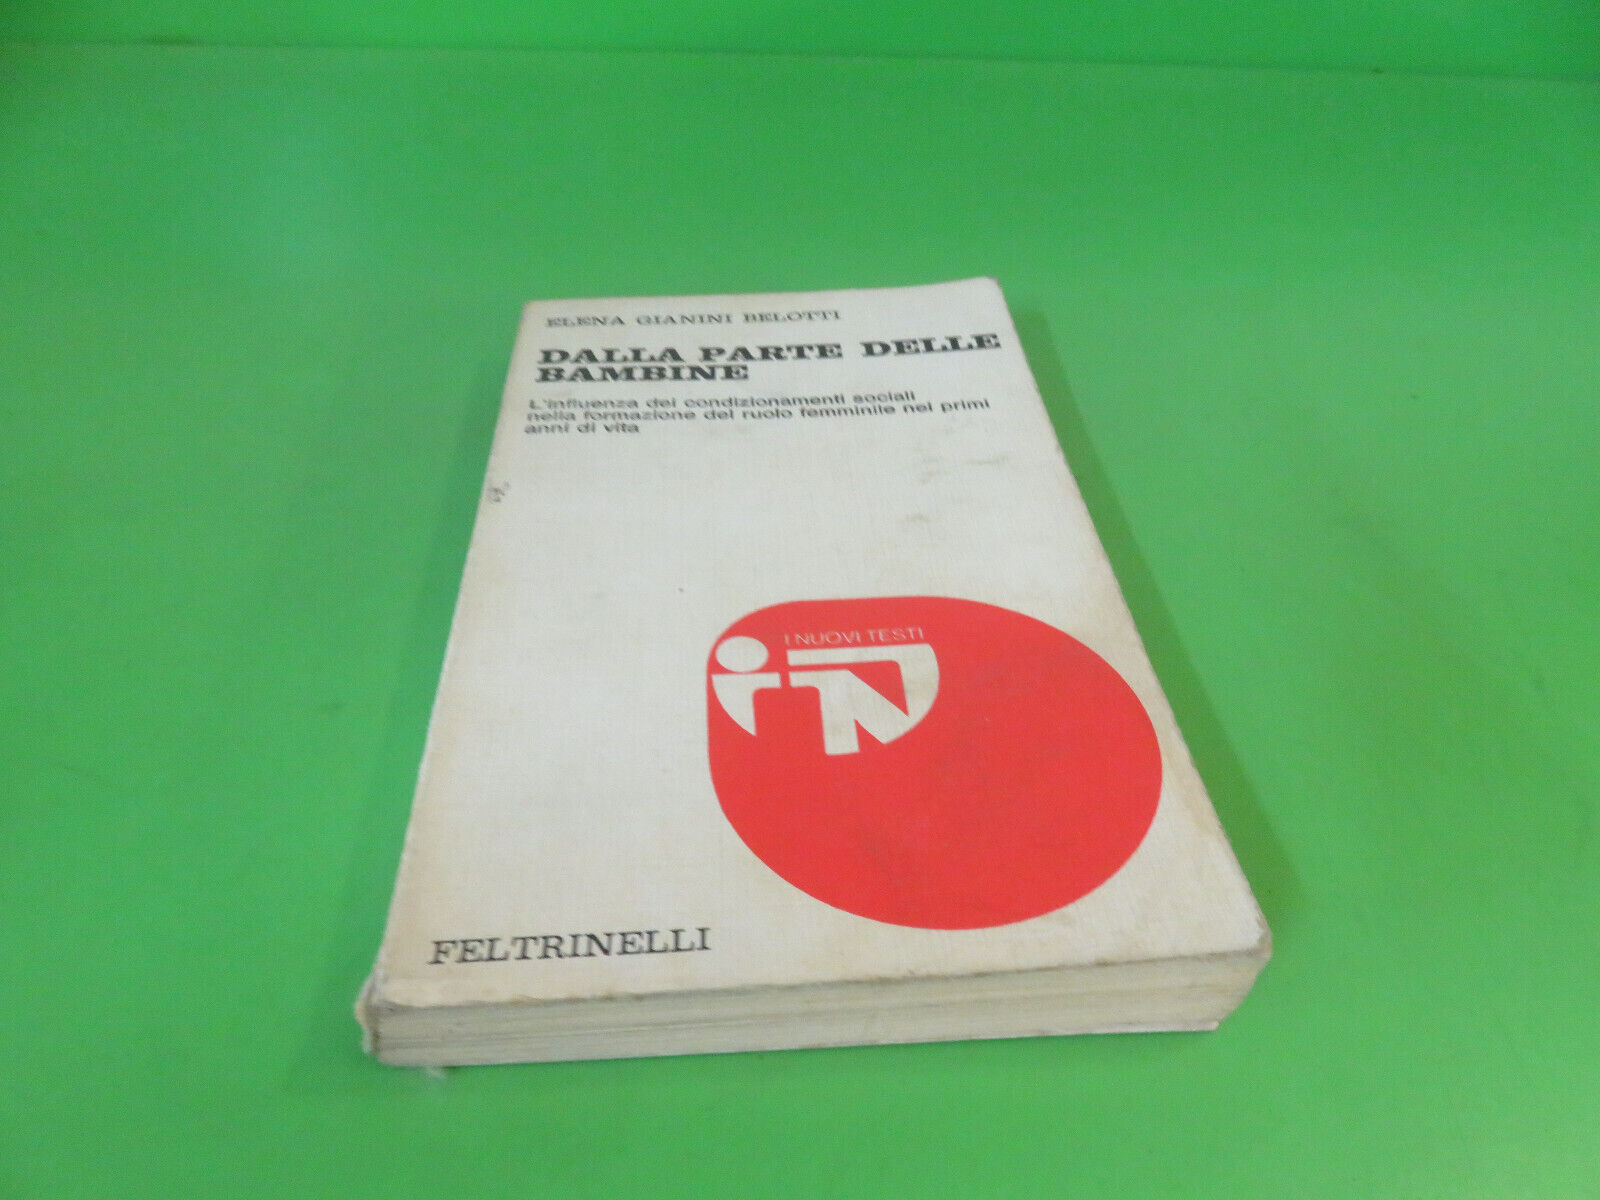 ELENA GIANINI BELOTTI
DALLA PARTE DELLE
BAMBINE
L'influenza dei condizionamenti sociali
nella formazione del ruolo femminile nei primi
anni di vita
I NUOVI TESTI
FELTRINELLI